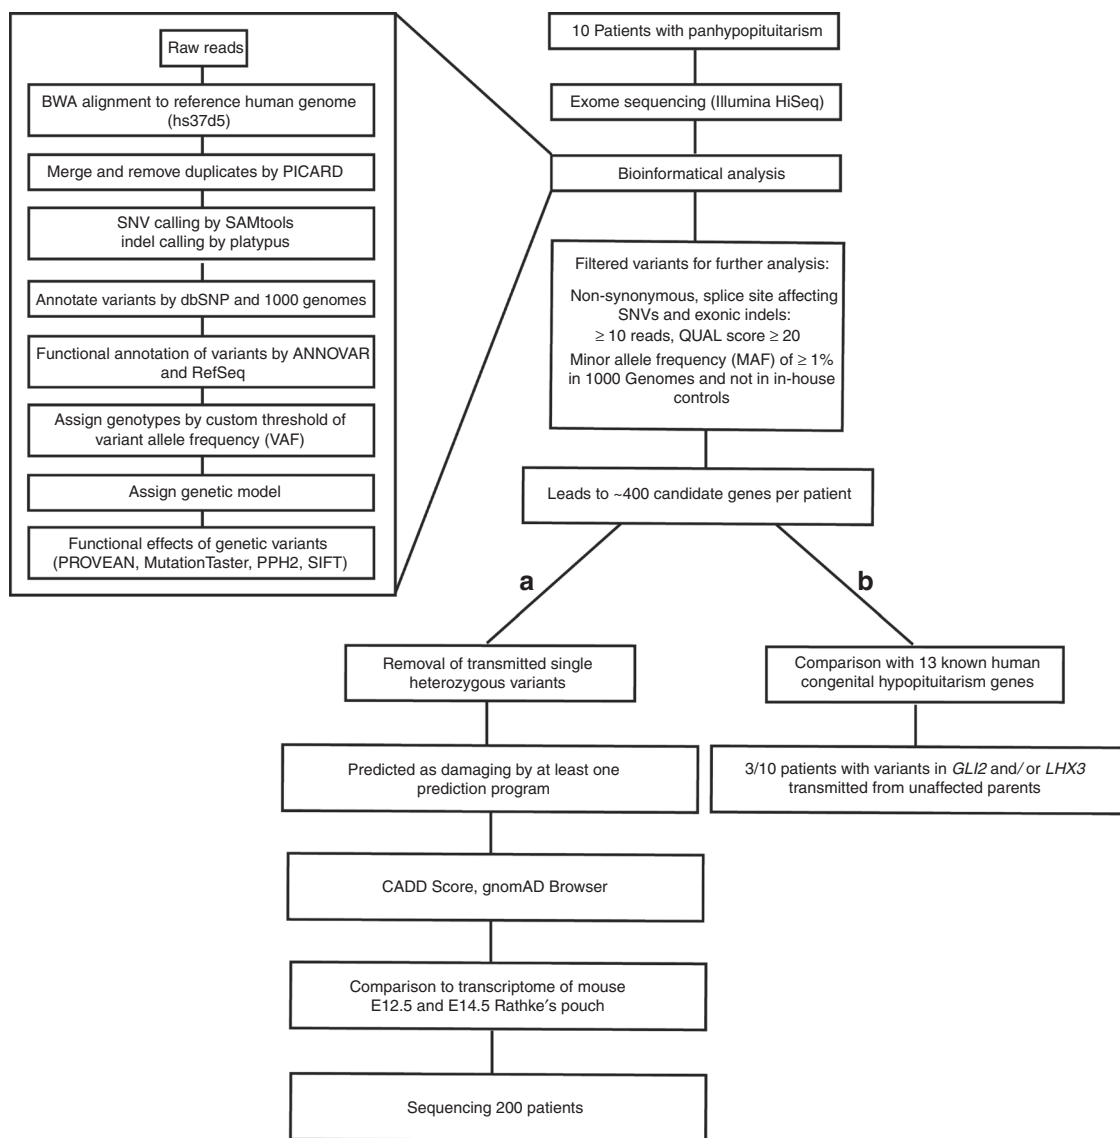 Raw reads
BWA alignment to reference human genome
(hs37d5)
Merge and remove duplicates by PICARD
SNV calling by SAMtools
indel calling by platypus
Annotate variants by dbSNP and 1000 genomes
Functional annotation of variants by ANNOVAR
and RefSeq
Assign genotypes by custom threshold of
variant allele frequency (VAF)
Assign genetic model
Functional effects of genetic variants
(PROVEAN, MutationTaster, PPH2, SIFT)
10 Patients with panhypopituitarism
Exome sequencing (Illumina HiSeq)
Bioinformatical analysis
Filtered variants for further analysis:
Non-synonymous, splice site affecting
SNVs and exonic indels:
≥ 10 reads, QUAL score ≥ 20
Minor allele frequency (MAF) of ≥ 1%
in 1000 Genomes and not in in-house
controls
Leads to ~400 candidate genes per patient
a
b
Removal of transmitted single
heterozygous variants
Predicted as damaging by at least one
prediction program
CADD Score, gnomAD Browser
Comparison to transcriptome of mouse
E12.5 and E14.5 Rathke′s pouch
Sequencing 200 patients
Comparison with 13 known human
congenital hypopituitarism genes
3/10 patients with variants in GLI2 and/ or LHX3
transmitted from unaffected parents